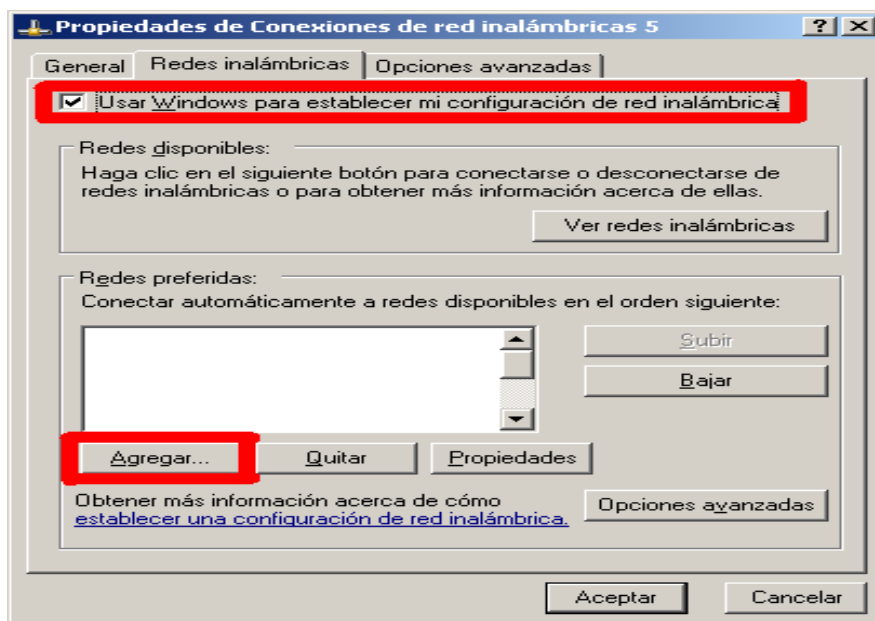 Propiedades de Conexiones de red inalámbricas 5
General
Redes inalámbricas
Opciones avanzadas
Usar Windows para establecer mi configuración de red inalámbrica
Redes disponibles:
Haga clic en el siguiente botón para conectarse o desconectarse de
redes inalámbricas o para obtener más información acerca de ellas.
Ver redes inalámbricas
Redes preferidas:
Conectar automáticamente a redes disponibles en el orden siguiente:
Subir
Bajar
Agregar...
Quitar
Propiedades
Obtener más información acerca de cómo
establecer una configuración de red inalámbrica.
Opciones avanzadas
Aceptar
Cancelar